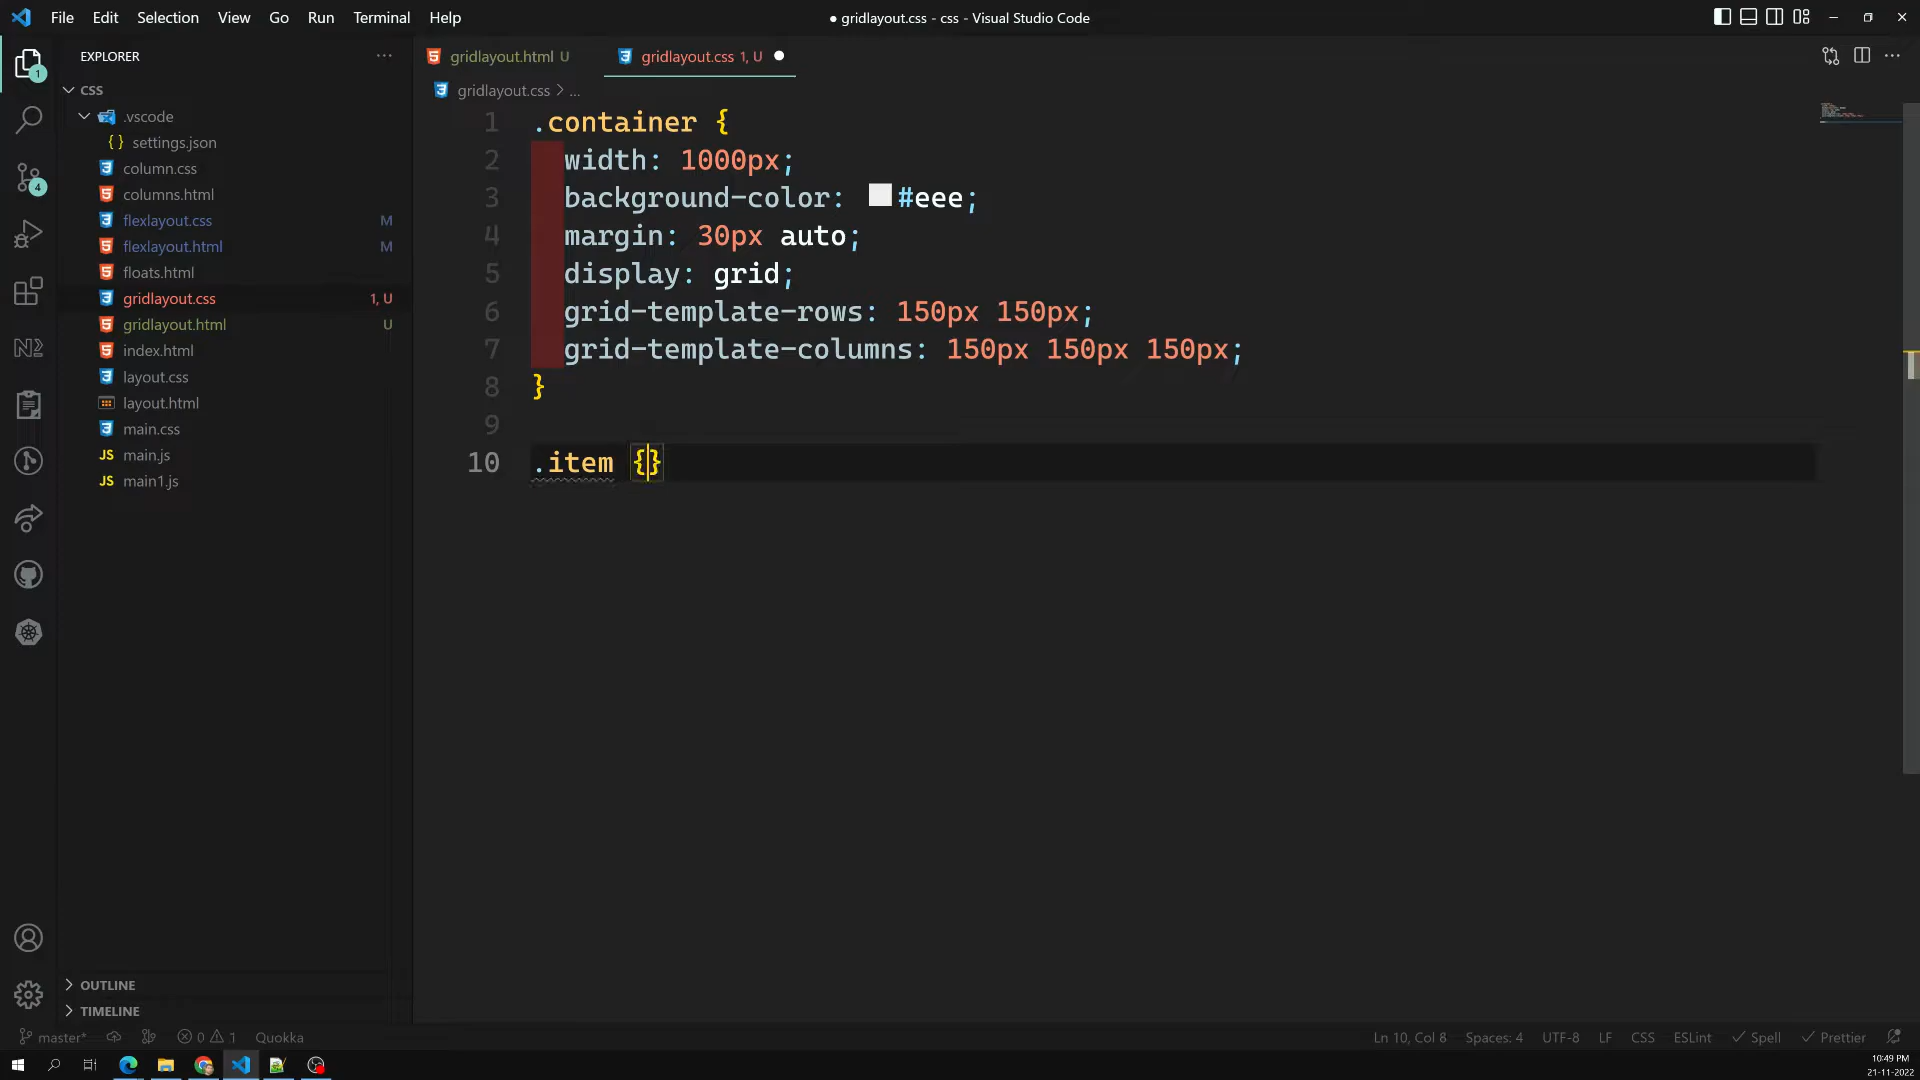 File Edit Selection View Go Run Terminal Help
● gridlayout.css - css - Visual Studio Code
EXPLORER
CSS
.vscode
{ } settings.json
column.css
columns.html
flexlayout.css M
flexlayout.html M
floats.html
gridlayout.css 1, U
gridlayout.html U
index.html
layout.css
layout.html
main.css
JS main.js
JS main1.js
OUTLINE
TIMELINE
1
4
gridlayout.html U
gridlayout.css 1, U ●
gridlayout.css > ...
1 .container {
2 width: 1000px;
3 background-color: #eee;
4 margin: 30px auto;
5 display: grid;
6 grid-template-rows: 150px 150px;
7 grid-template-columns: 150px 150px 150px;
8 }
9
10 .item {}
master* 0 1 Quokka
Ln 10, Col 8 Spaces: 4 UTF-8 LF CSS ESLint Spell Prettier
10:49 PM
21-11-2022